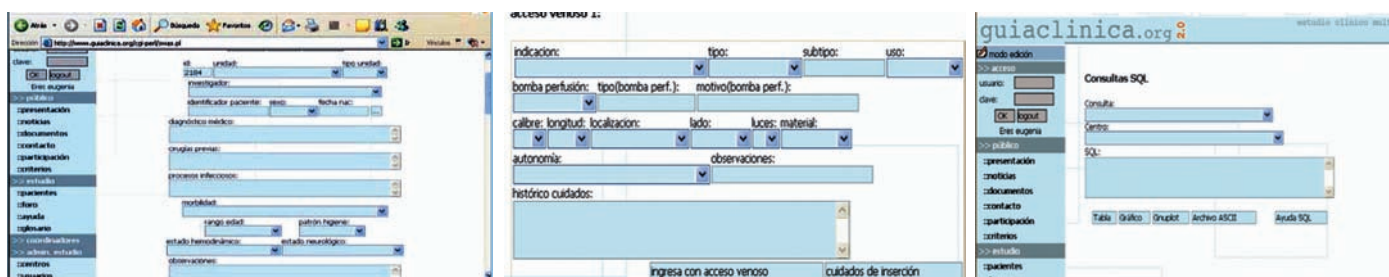 Atrás
Búsqueda
Favoritos
Dirección
http://www.guiaclinica.org/cgi-perl/mvax.pl
Vínculos
clave:
OK logout
Eres eugenia
>> público
::presentación
::noticias
::documentos
::contacto
::participación
::criterios
>> estudio
::pacientes
::foro
::ayuda
::glosario
>> coordinadores
>> admin. estudio
::centros
::usuarios
id: unidad: tipo unidad:
2184
investigador:
identificador paciente: sexo: fecha nac:
...
diagnóstico médico:
cirugías previas:
procesos infecciosos:
morbilidad:
rango edad: patrón higiene:
estado hemodinámico: estado neurológico:
observaciones:
acceso venoso 1:
indicacion: tipo: subtipo: uso:
bomba perfusión: tipo(bomba perf.): motivo(bomba perf.):
calibre: longitud: localizacion: lado: luces: material:
autonomia: observaciones:
histórico cuidados:
ingresa con acceso venoso cuidados de inserción
guiaclinica.org
estudio clínico
modo edición
>> acceso
usuario:
clave:
OK logout
Eres eugenia
>> público
::presentación
::noticias
::documentos
::contacto
::participación
::criterios
>> estudio
::pacientes
Consultas SQL
Consulta:
Centro:
SQL:
Tabla Gráfico Gnuplot Archivo ASCII Ayuda SQL